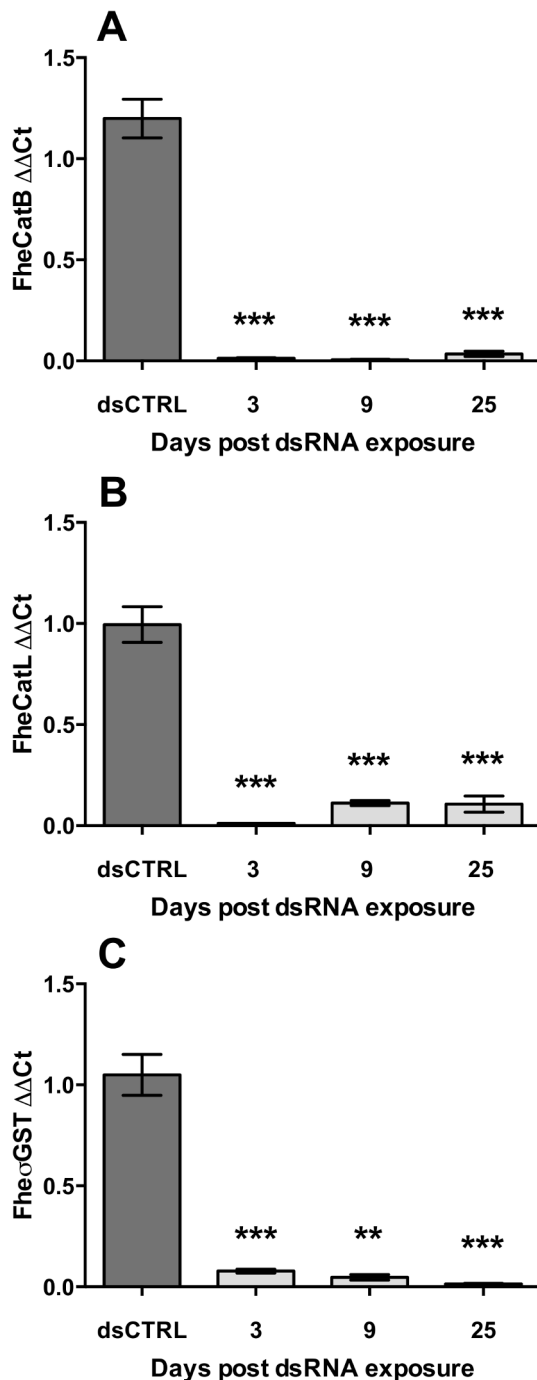 A
1.5
1.0
0.5
0.0
FheCatB ΔΔCt
*** *** ***
dsCTRL 3 9 25
Days post dsRNA exposure
B
1.5
1.0
0.5
0.0
FheCatL ΔΔCt
*** *** ***
dsCTRL 3 9 25
Days post dsRNA exposure
C
1.5
1.0
0.5
0.0
FheσGST ΔΔCt
*** ** ***
dsCTRL 3 9 25
Days post dsRNA exposure